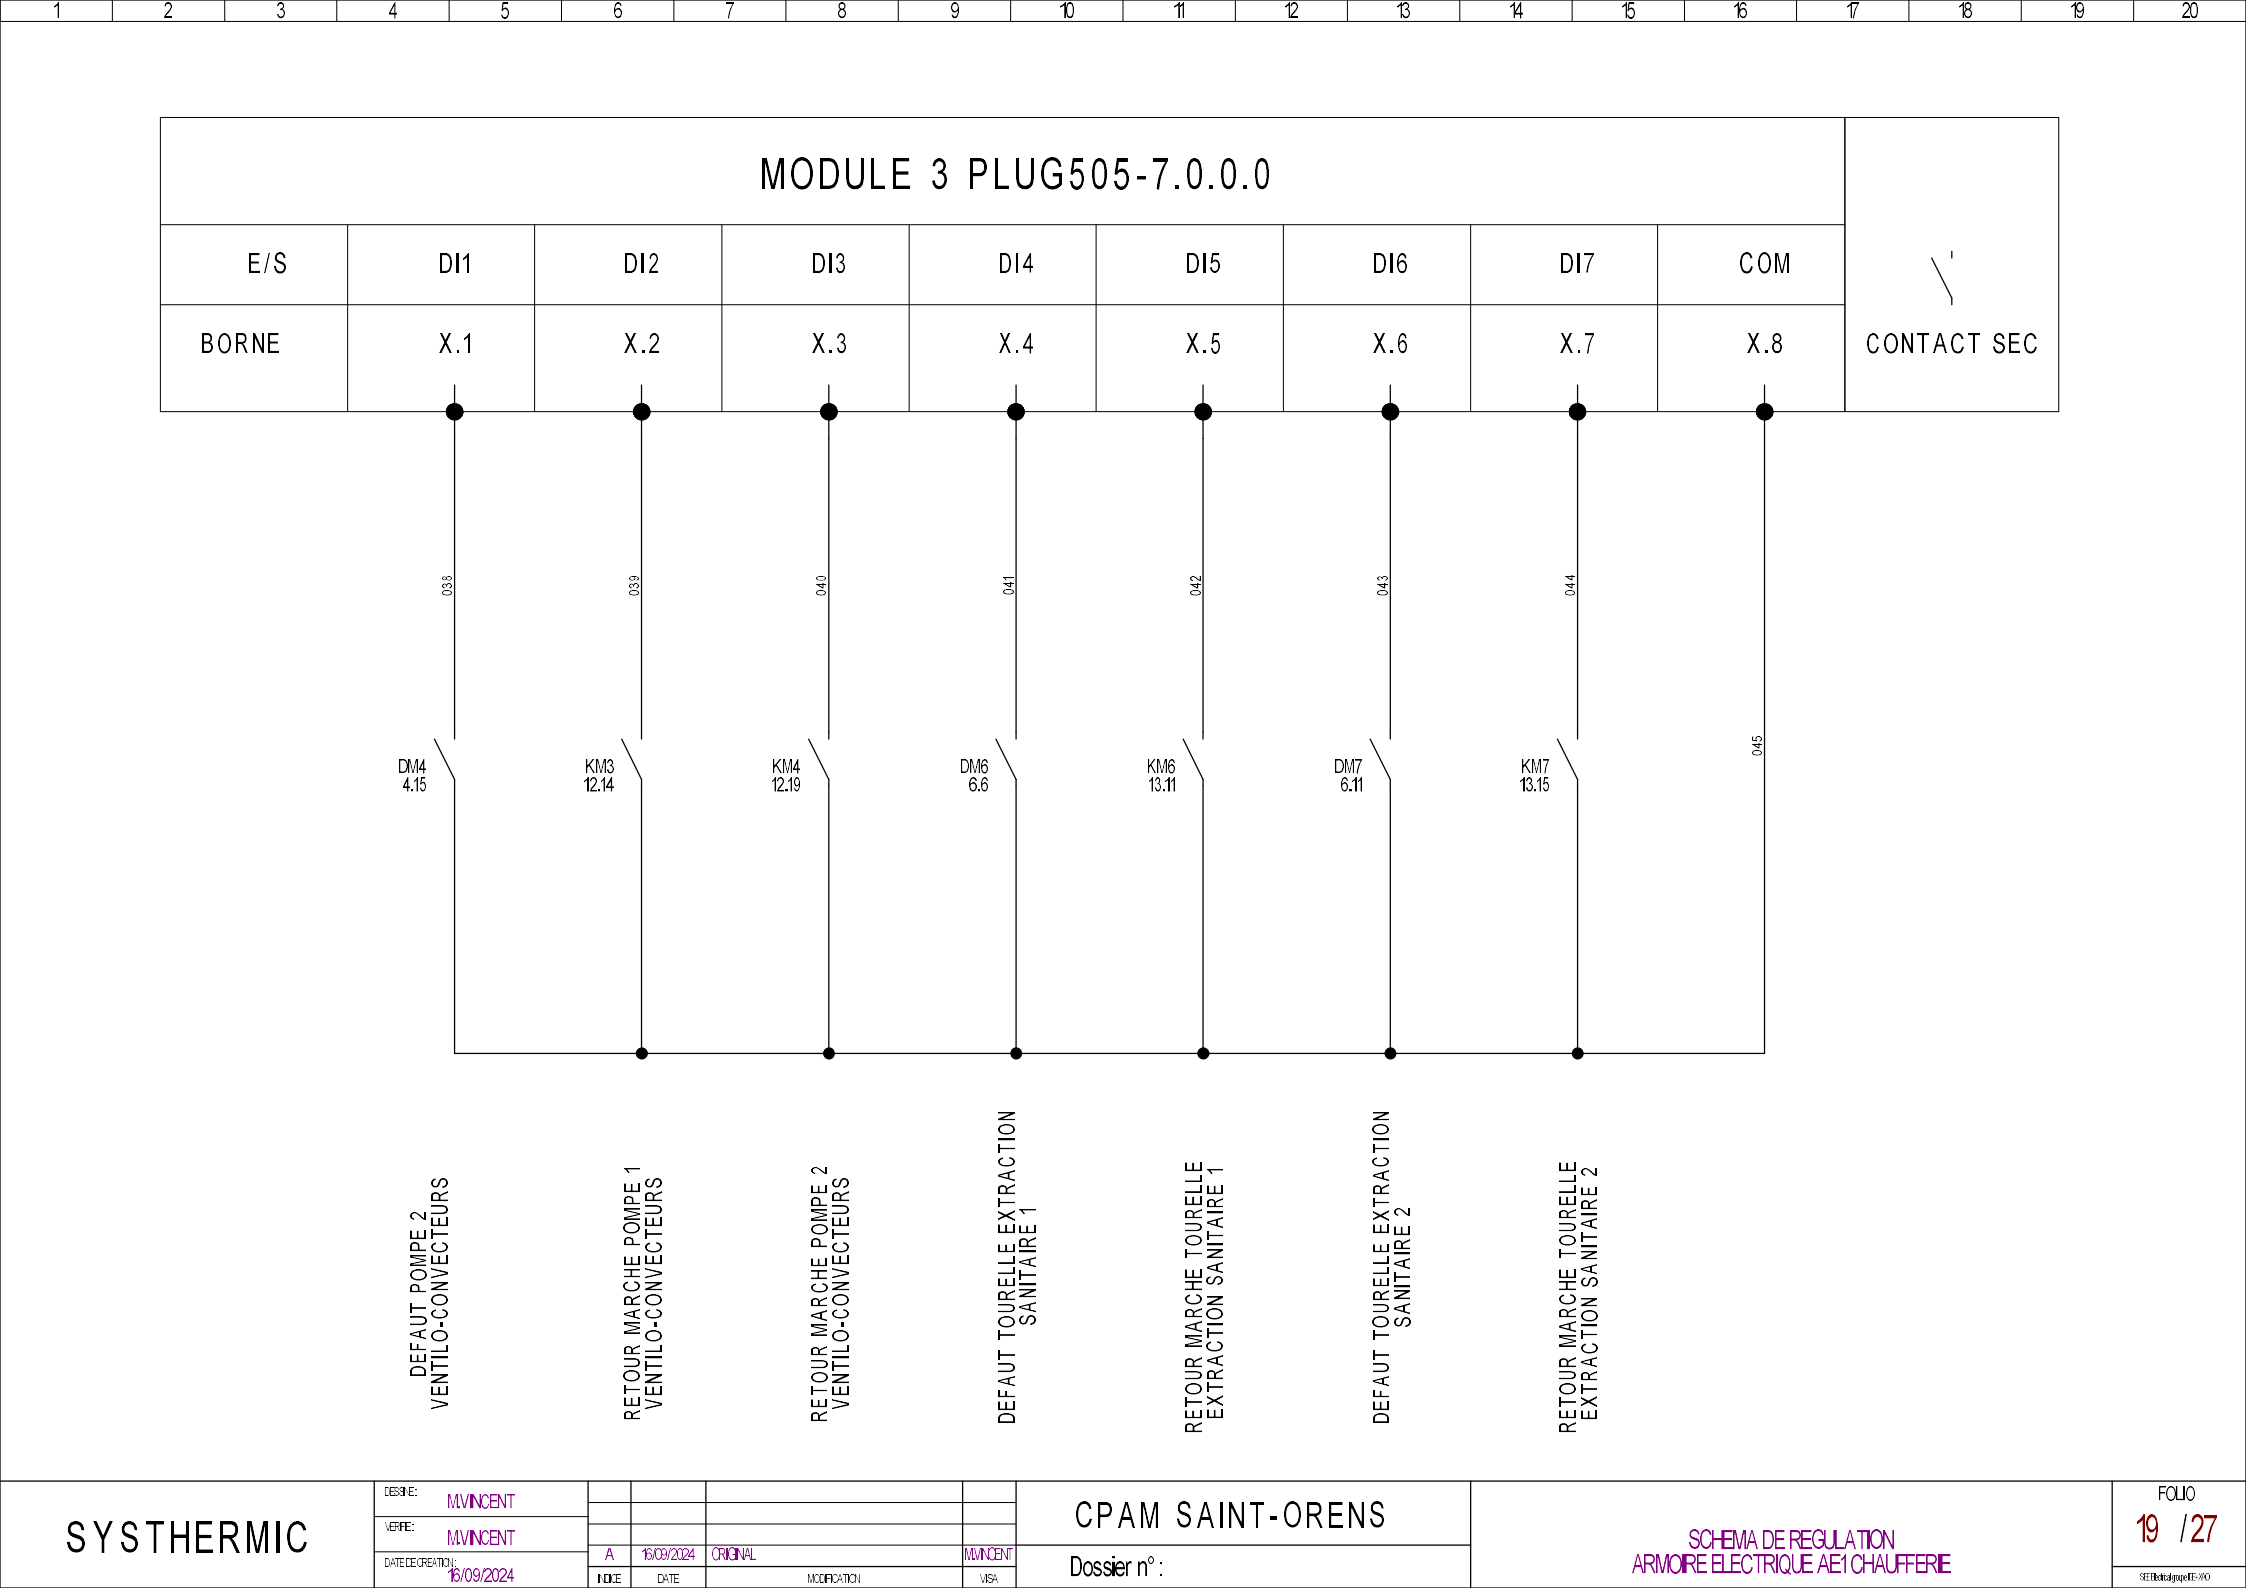 1 2 3 4 5 6 7 8 9 10 11 12 13 14 15 16 17 18 19 20
MODULE 3 PLUG505-7.0.0.0
E/S DI1 DI2 DI3 DI4 DI5 DI6 DI7 COM
BORNE X.1 X.2 X.3 X.4 X.5 X.6 X.7 X.8 CONTACT SEC
038 039 040 041 042 043 044
045
DM4 KM3 KM4 DM6 KM6 DM7 KM7
4.15 12.14 12.19 6.6 13.11 6.11 13.15
DEFAUT POMPE 2
VENTILO-CONVECTEURS
RETOUR MARCHE POMPE 1
VENTILO-CONVECTEURS
RETOUR MARCHE POMPE 2
VENTILO-CONVECTEURS
DEFAUT TOURELLE EXTRACTION
SANITAIRE 1
RETOUR MARCHE TOURELLE
EXTRACTION SANITAIRE 1
DEFAUT TOURELLE EXTRACTION
SANITAIRE 2
RETOUR MARCHE TOURELLE
EXTRACTION SANITAIRE 2
SYSTHERMIC
DESSINE :
M.VINCENT
VERIFIE :
M.VINCENT
DATE DE CREATION :
16/09/2024
A 16/09/2024 ORIGINAL M.VINCENT
INDICE DATE MODIFICATION VISA
CPAM SAINT-ORENS
Dossier n° :
SCHEMA DE REGULATION
ARMOIRE ELECTRIQUE AE1 CHAUFFERIE
FOLIO
19 / 27